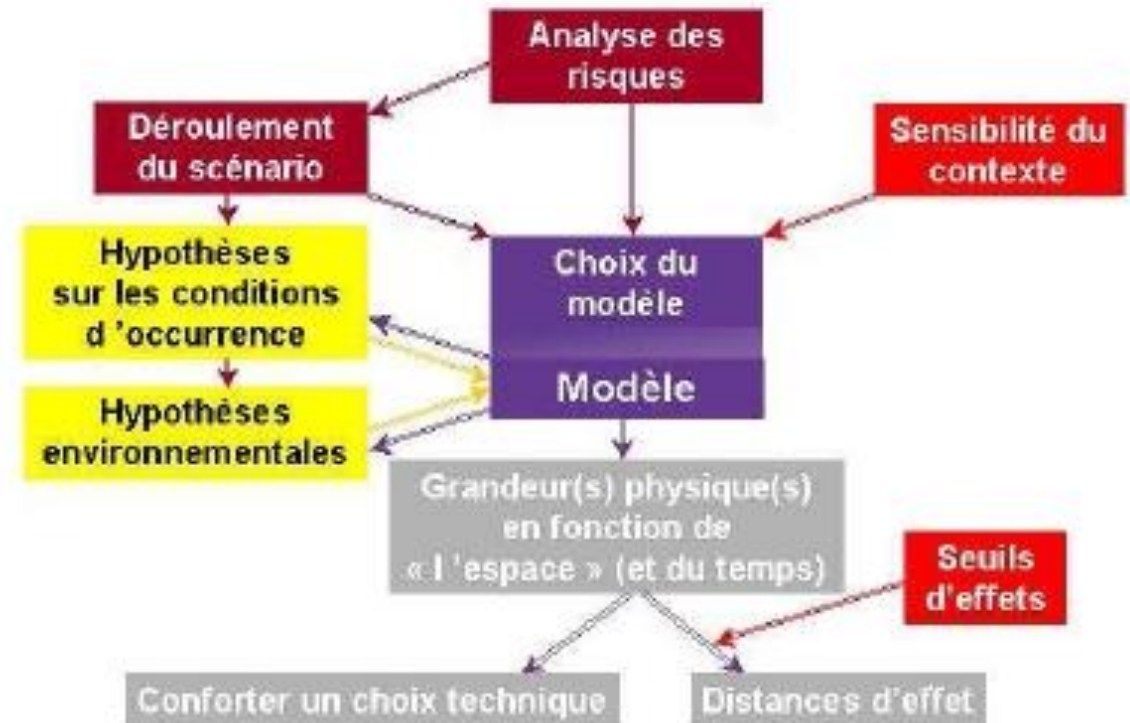 Analyse des
risques
Déroulement
du scénario
Sensibilité du
contexte
Hypothèses
sur les conditions
d 'occurrence
Choix du
modèle
Modèle
Hypothèses
environnementales
Grandeur(s) physique(s)
en fonction de
« l 'espace » (et du temps)
Seuils
d'effets
Conforter un choix technique
Distances d'effet